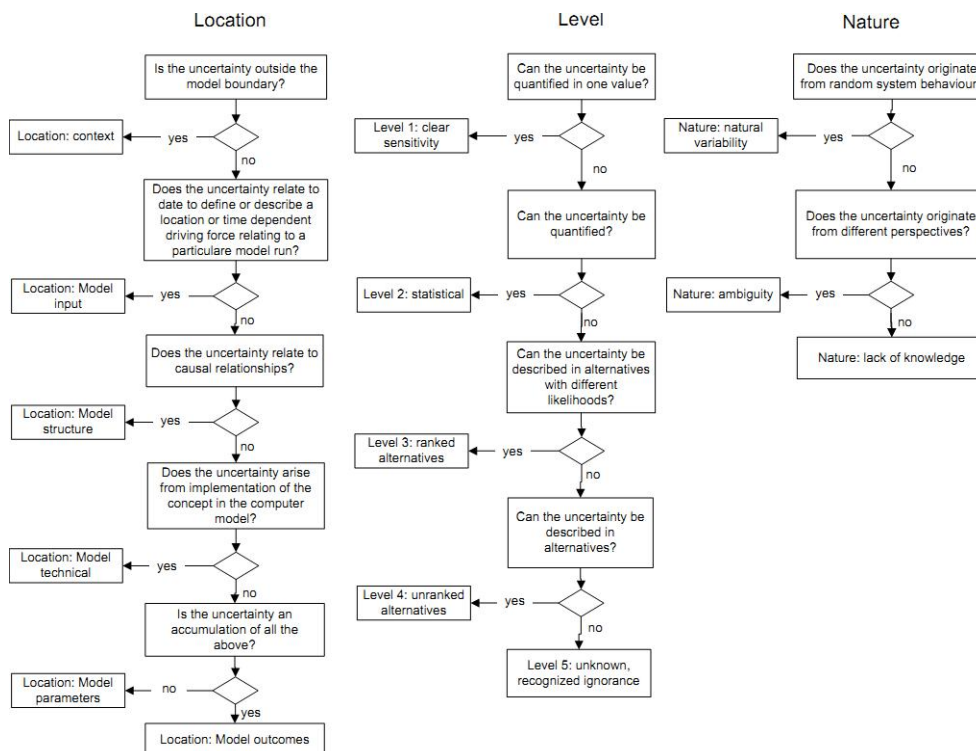 Location
Is the uncertainty outside the
model boundary?
Location: context
yes
no
Does the uncertainty relate to
date to define or describe a
location or time dependent
driving force relating to a
particulare model run?
Location: Model
input
yes
no
Does the uncertainty relate to
causal relationships?
Location: Model
structure
yes
no
Does the uncertainty arise
from implementation of the
concept in the computer
model?
Location: Model
technical
yes
no
Is the uncertainty an
accumulation of all the
above?
Location: Model
parameters
no
yes
Location: Model outcomes
Level
Can the uncertainty be
quantified in one value?
Level 1: clear
sensitivity
yes
no
Can the uncertainty be
quantified?
Level 2: statistical
yes
no
Can the uncertainty be
described in alternatives
with different
likelihoods?
Level 3: ranked
alternatives
yes
no
Can the uncertainty be
described in
alternatives?
Level 4: unranked
alternatives
yes
no
Level 5: unknown,
recognized ignorance
Nature
Does the uncertainty originate
from random system behaviour
Nature: natural
variability
yes
no
Does the uncertainty originate
from different perspectives?
Nature: ambiguity
yes
no
Nature: lack of knowledge